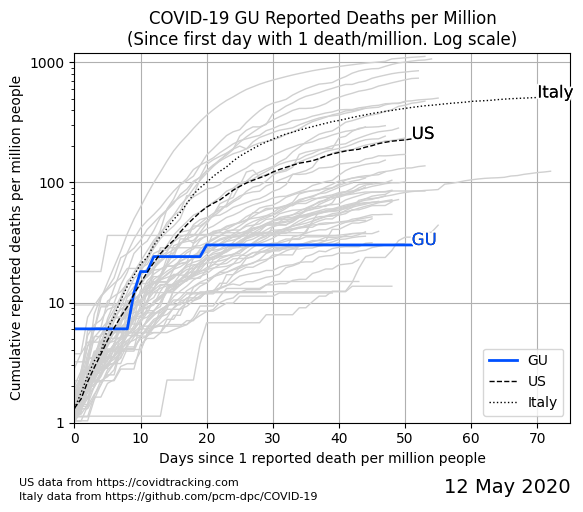 COVID-19 GU Reported Deaths per Million
(Since first day with 1 death/million. Log scale)
Cumulative reported deaths per million people
1000
100
10
1
Italy
US
GU
GU
US
Italy
0 10 20 30 40 50 60 70
Days since 1 reported death per million people
US data from https://covidtracking.com
Italy data from https://github.com/pcm-dpc/COVID-19
12 May 2020